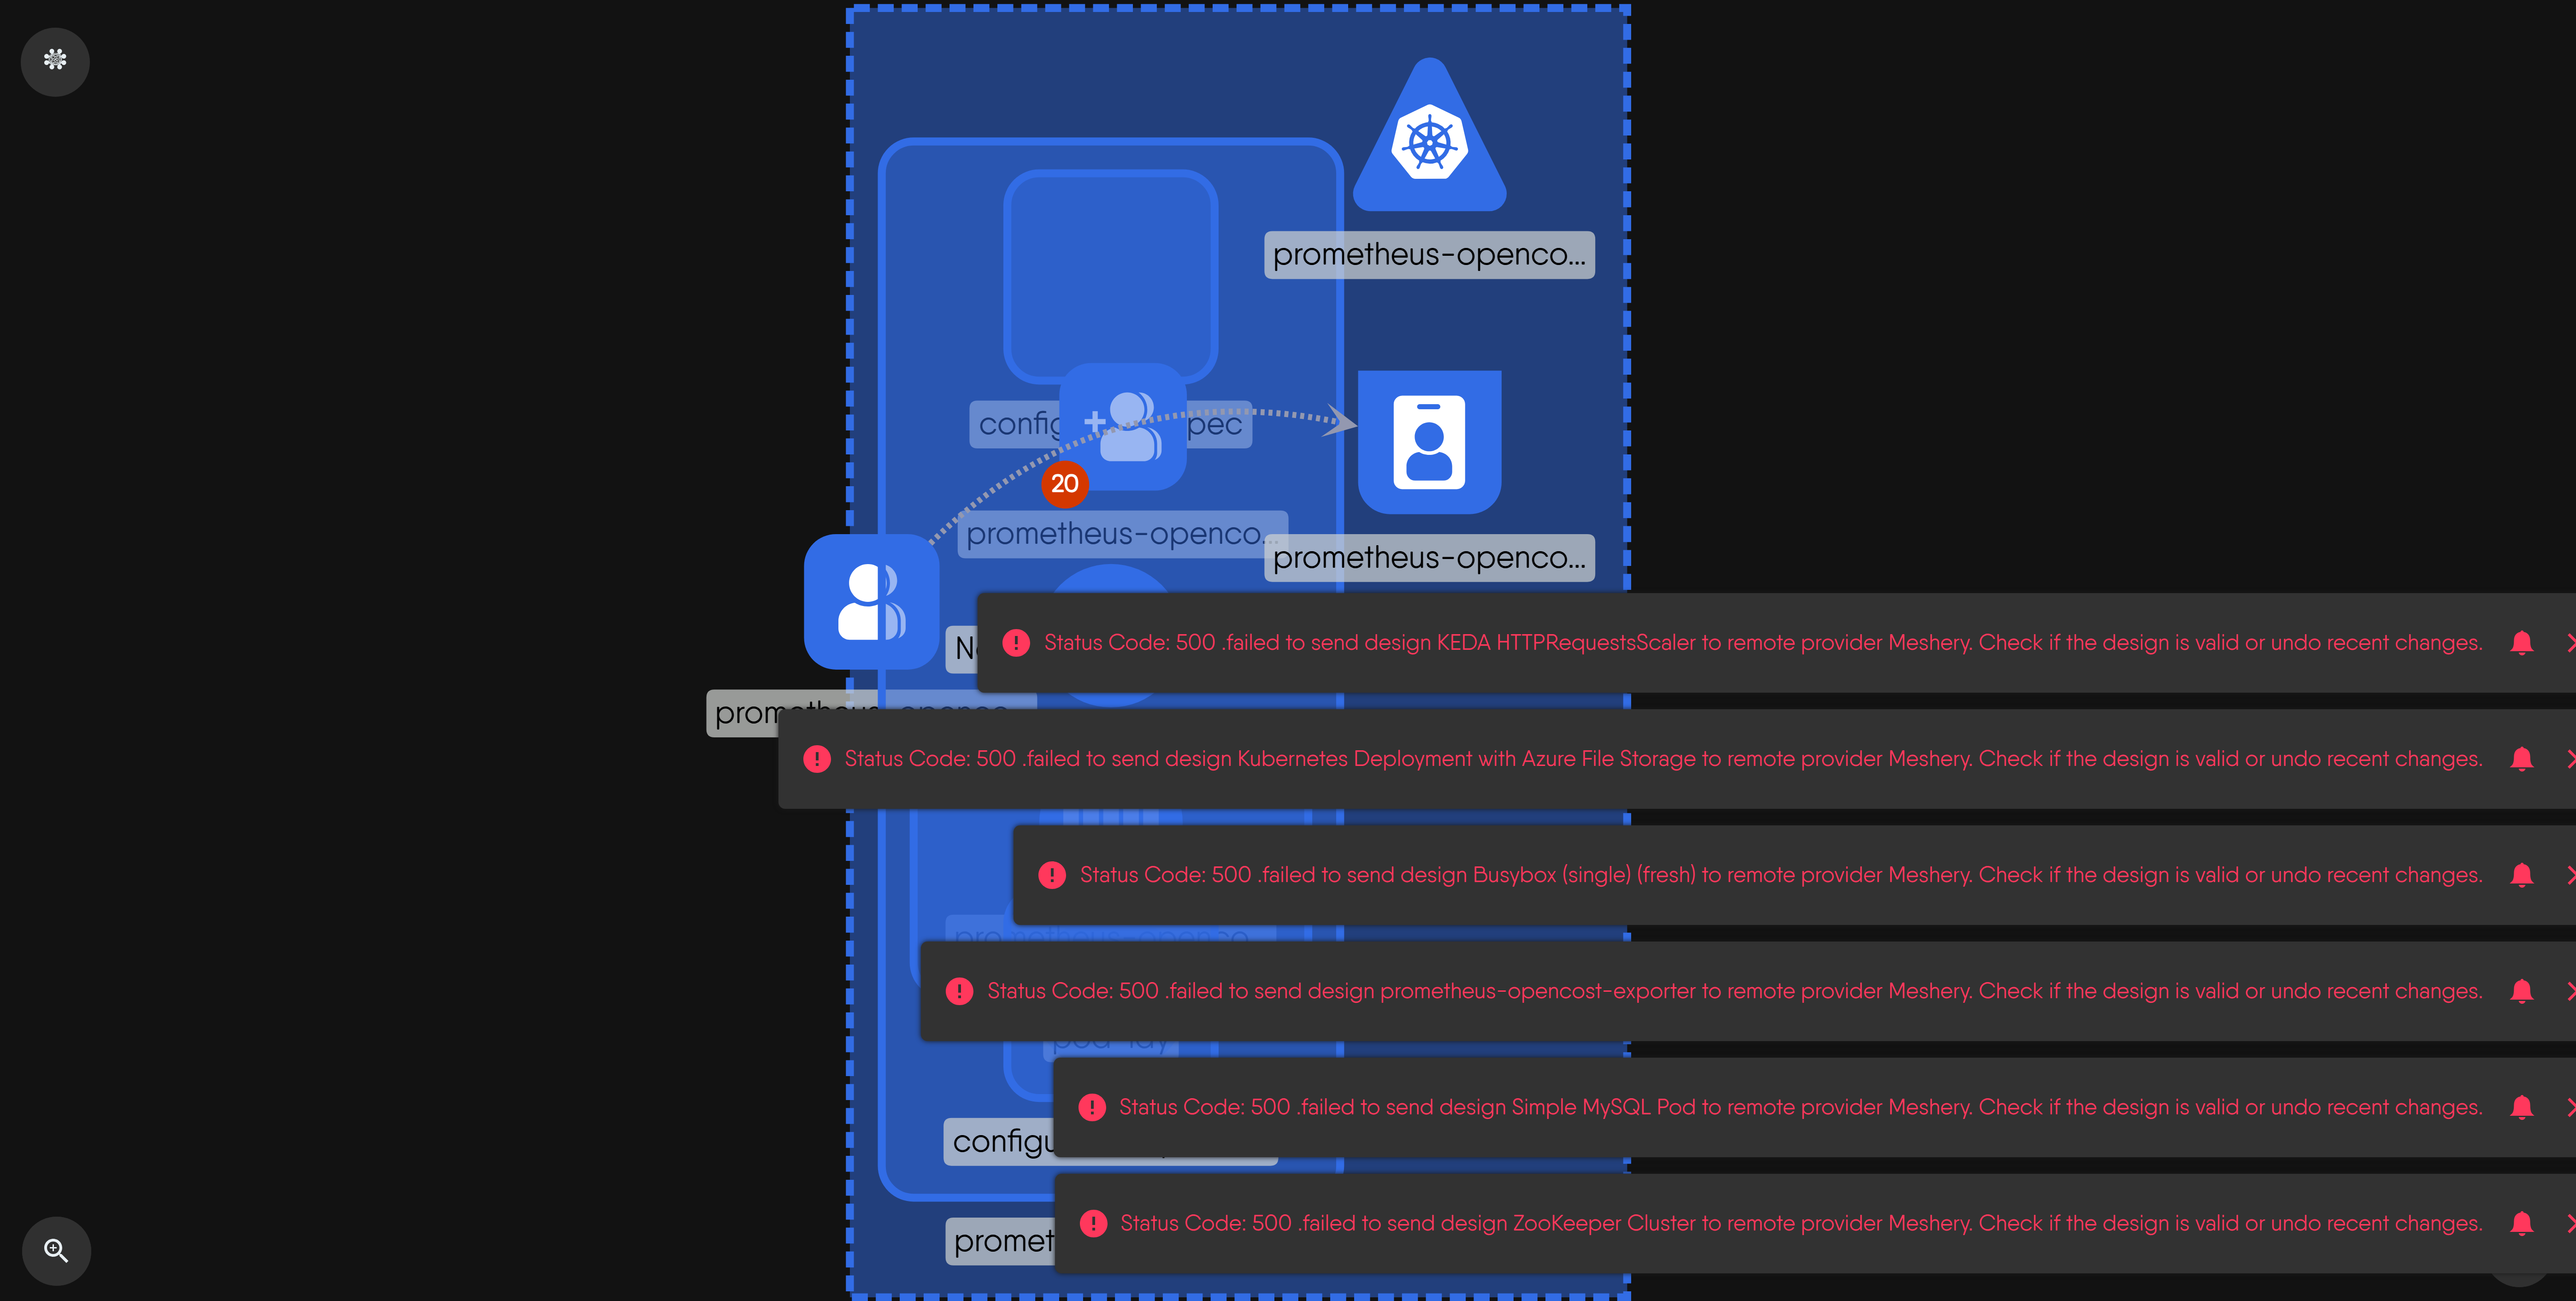 prometheus-openco...
config
pec
20
prometheus-openco...
prometheus-openco...
Status Code: 500 .failed to send design KEDA HTTPRequestsScaler to remote provider Meshery. Check if the design is valid or undo recent changes.
prometheus-openco
Status Code: 500 .failed to send design Kubernetes Deployment with Azure File Storage to remote provider Meshery. Check if the design is valid or undo recent changes.
Status Code: 500 .failed to send design Busybox (single) (fresh) to remote provider Meshery. Check if the design is valid or undo recent changes.
prometheus-openco
Status Code: 500 .failed to send design prometheus-opencost-exporter to remote provider Meshery. Check if the design is valid or undo recent changes.
Status Code: 500 .failed to send design Simple MySQL Pod to remote provider Meshery. Check if the design is valid or undo recent changes.
configu
Status Code: 500 .failed to send design ZooKeeper Cluster to remote provider Meshery. Check if the design is valid or undo recent changes.
promet